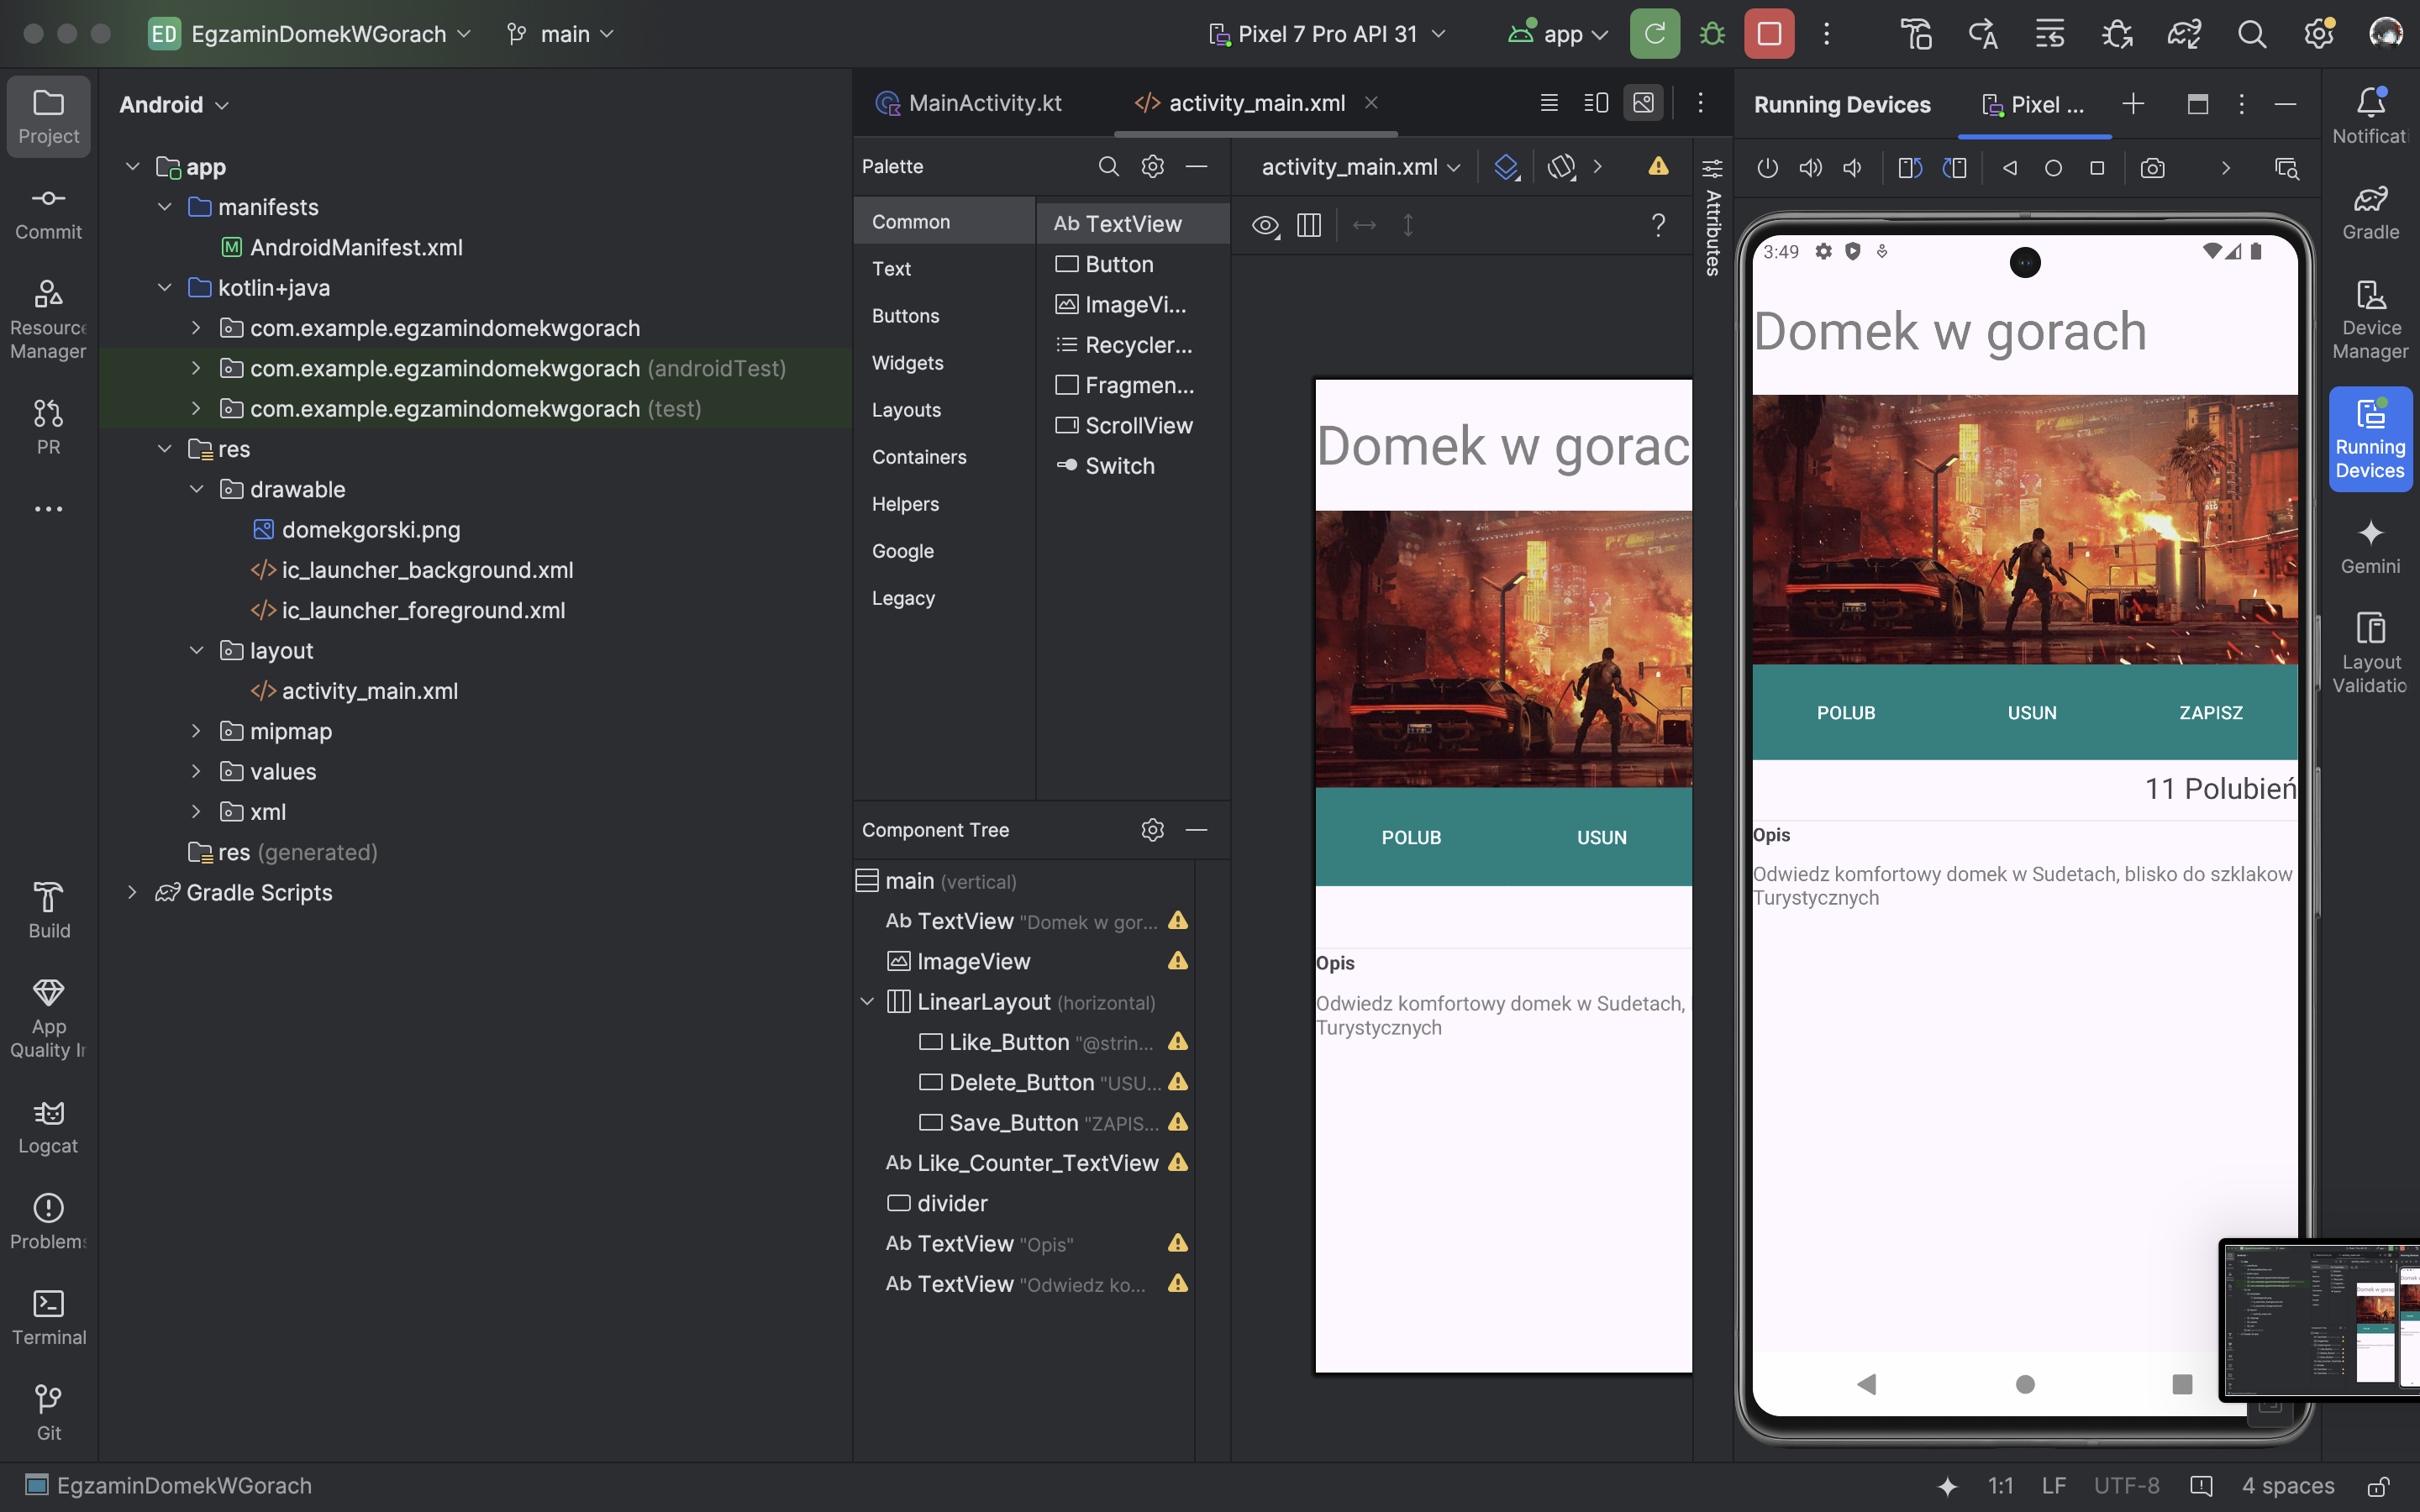 ED EgzaminDomekWGorach main Pixel 7 Pro API 31 app
Project
Commit
Resource
Manager
PR
Build
App
Quality Ir
Logcat
Problems
Terminal
Git
Android
app
manifests
AndroidManifest.xml
kotlin+java
com.example.egzamindomekwgorach
com.example.egzamindomekwgorach (androidTest)
com.example.egzamindomekwgorach (test)
res
drawable
domekgorski.png
ic_launcher_background.xml
ic_launcher_foreground.xml
layout
activity_main.xml
mipmap
values
xml
res (generated)
Gradle Scripts
MainActivity.kt activity_main.xml
Palette
Common
Text
Buttons
Widgets
Layouts
Containers
Helpers
Google
Legacy
Ab TextView
Button
ImageVi...
Recycler...
Fragmen...
ScrollView
Switch
Component Tree
main (vertical)
Ab TextView "Domek w gor...
ImageView
LinearLayout (horizontal)
Like_Button "@strin...
Delete_Button "USU...
Save_Button "ZAPIS...
Ab Like_Counter_TextView
divider
Ab TextView "Opis"
Ab TextView "Odwiedz ko...
activity_main.xml
?
Domek w gorac
POLUB USUN
Opis
Odwiedz komfortowy domek w Sudetach,
Turystycznych
Attributes
Running Devices Pixel ...
3:49
Domek w gorach
POLUB USUN ZAPISZ
11 Polubień
Opis
Odwiedz komfortowy domek w Sudetach, blisko do szklakow
Turystycznych
Notificati
Gradle
Device
Manager
Running
Devices
Gemini
Layout
Validatio
EgzaminDomekWGorach 1:1 LF UTF-8 4 spaces